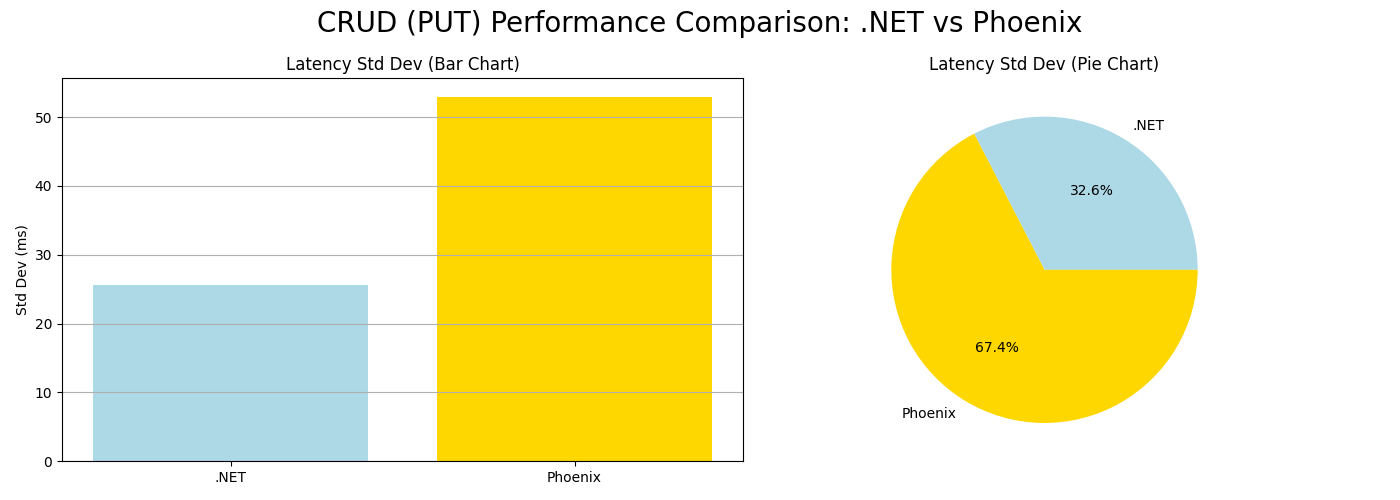 CRUD (PUT) Performance Comparison: .NET vs Phoenix
Latency Std Dev (Bar Chart)
Std Dev (ms)
50
40
30
20
10
0
.NET
Phoenix
Latency Std Dev (Pie Chart)
.NET
32.6%
67.4%
Phoenix